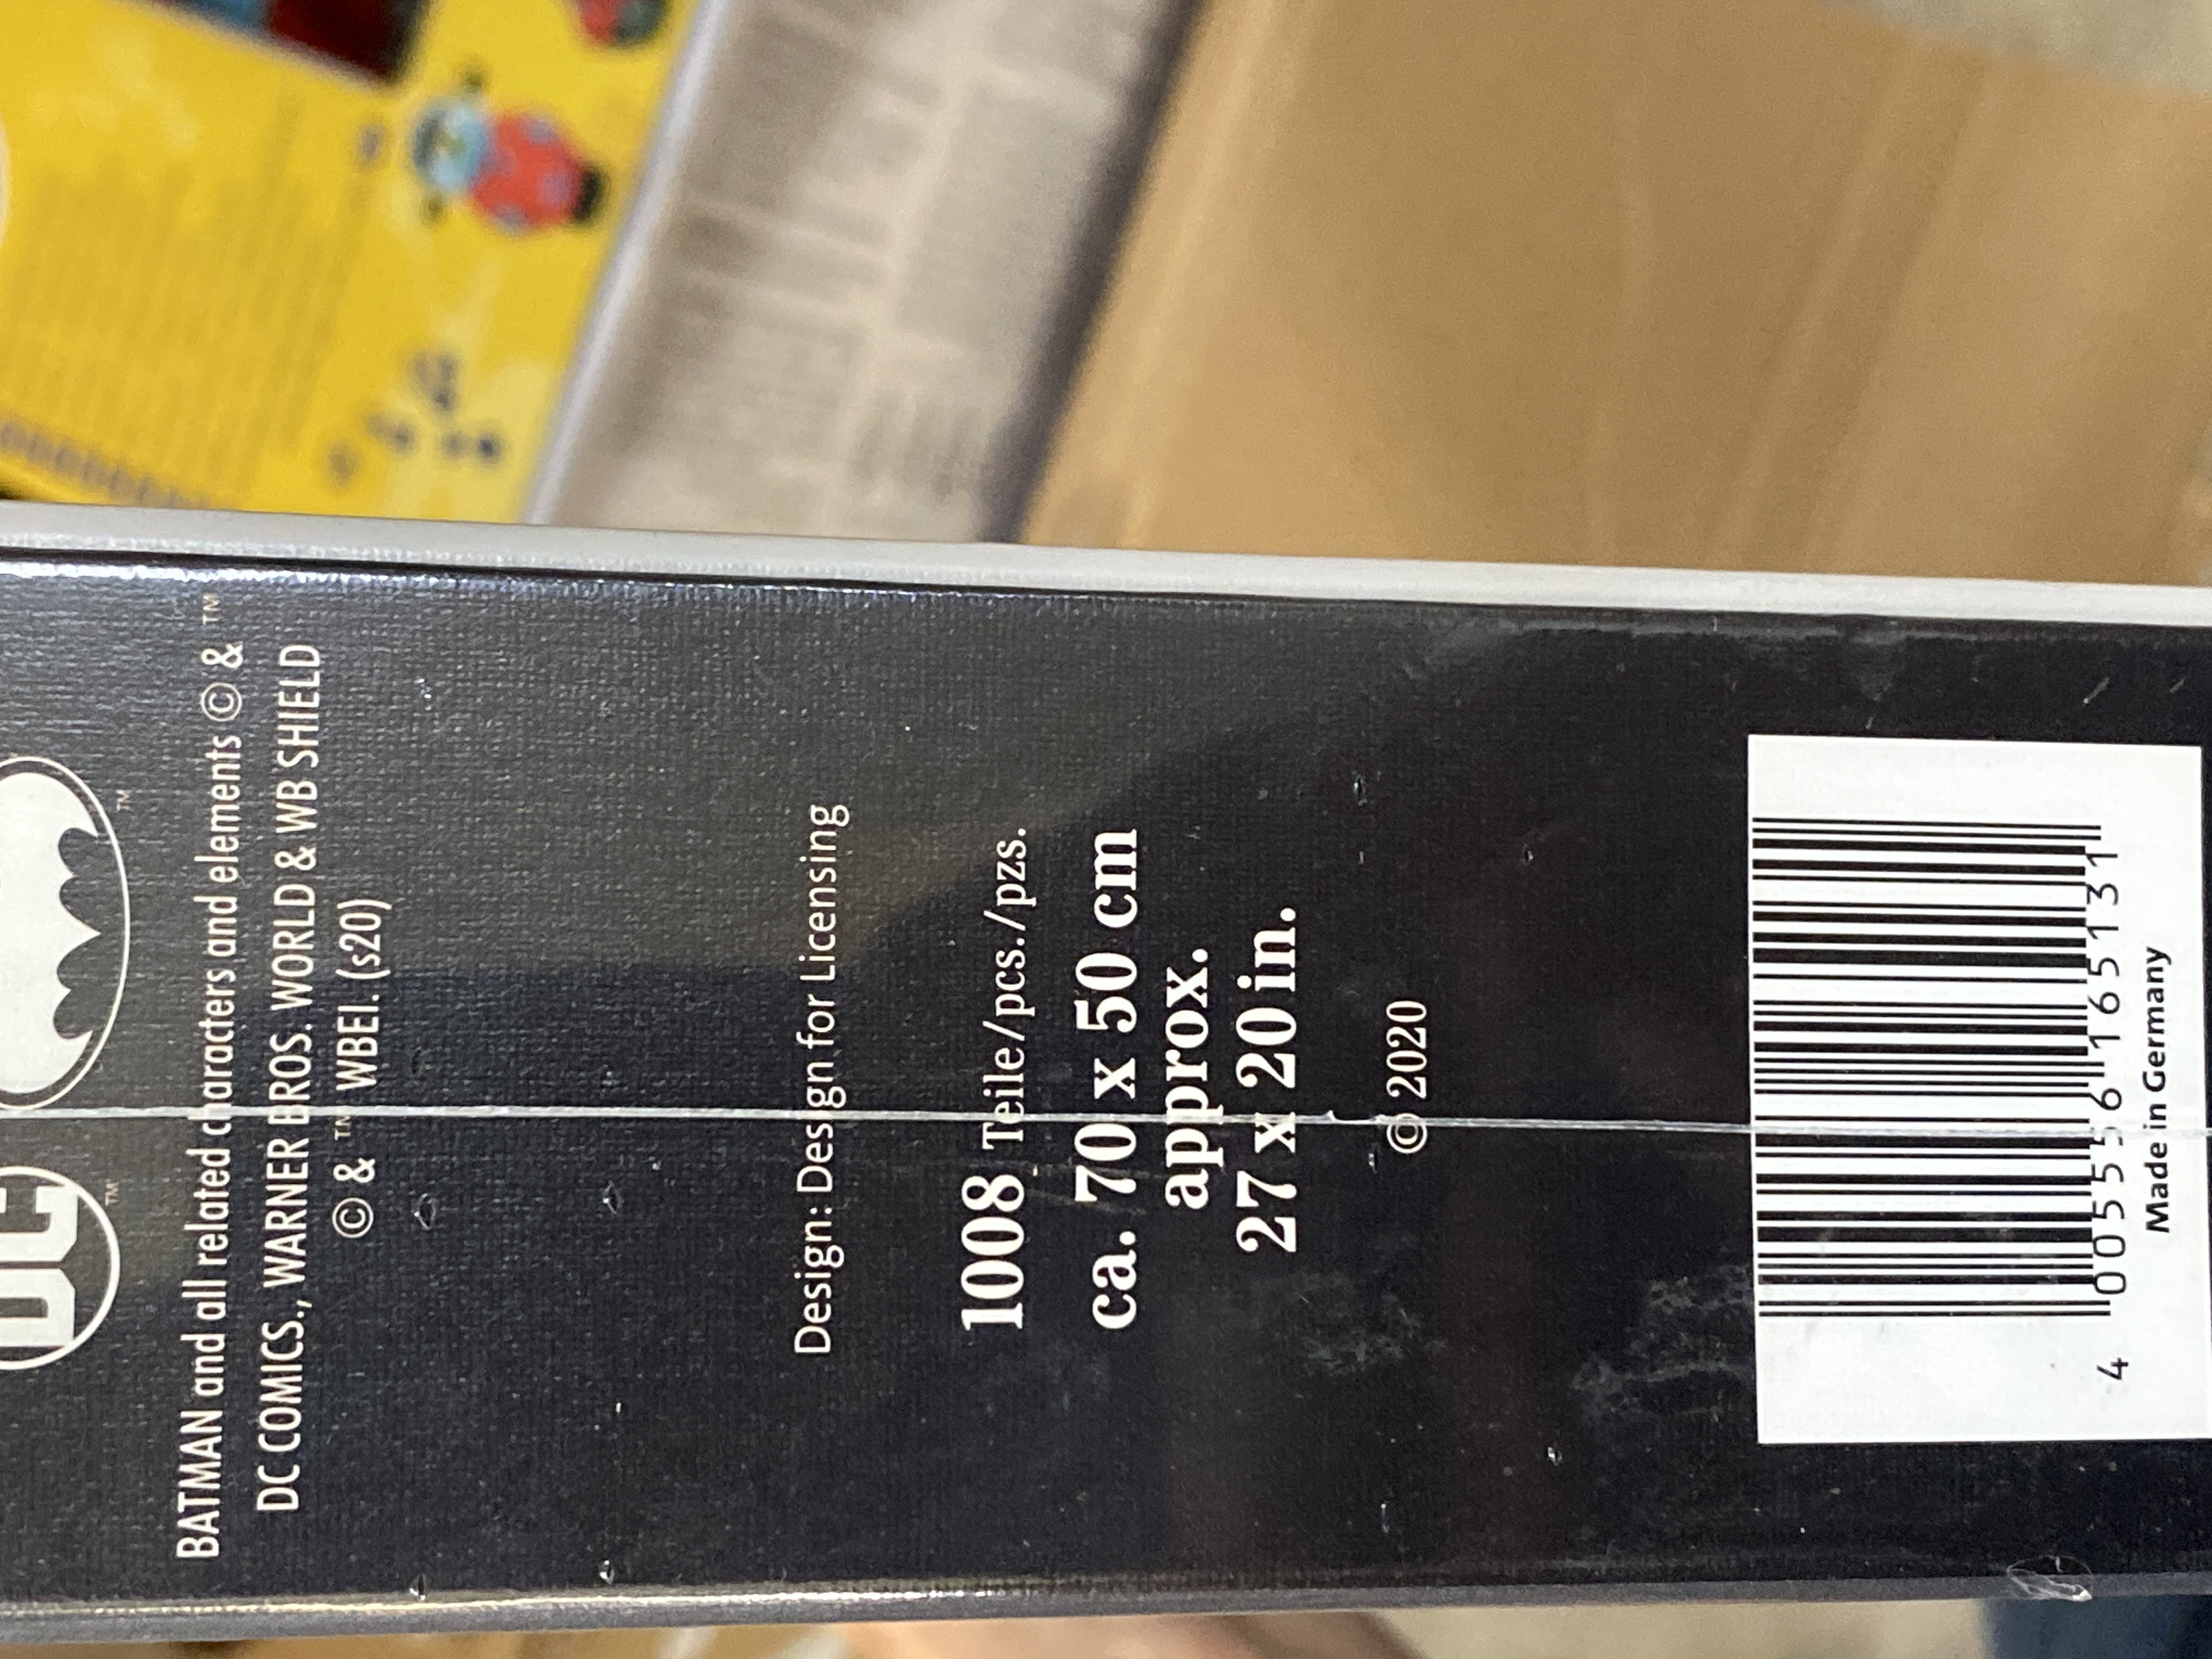 DC™
™
BATMAN and all related characters and elements © & ™
DC COMICS., WARNER BROS. WORLD & WB SHIELD
© & ™ WBEI. (s20)
Design: Design for Licensing
1008 Teile/pcs./pzs.
ca. 70 x 50 cm
approx.
27 x 20 in.
© 2020
4 005556 165131
Made in Germany